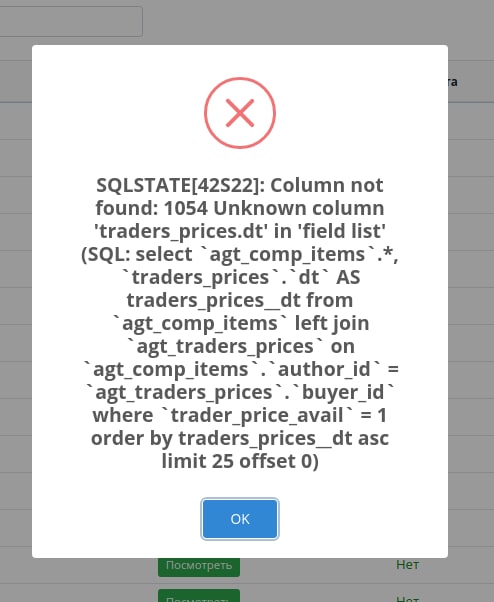 та
SQLSTATE[42S22]: Column not
found: 1054 Unknown column
'traders_prices.dt' in 'field list'
(SQL: select `agt_comp_items`.*,
`traders_prices`.`dt` AS
traders_prices__dt from
`agt_comp_items` left join
`agt_traders_prices` on
`agt_comp_items`.`author_id` =
`agt_traders_prices`.`buyer_id`
where `trader_price_avail` = 1
order by traders_prices__dt asc
limit 25 offset 0)
OK
Посмотреть Нет
Посмотреть Нет